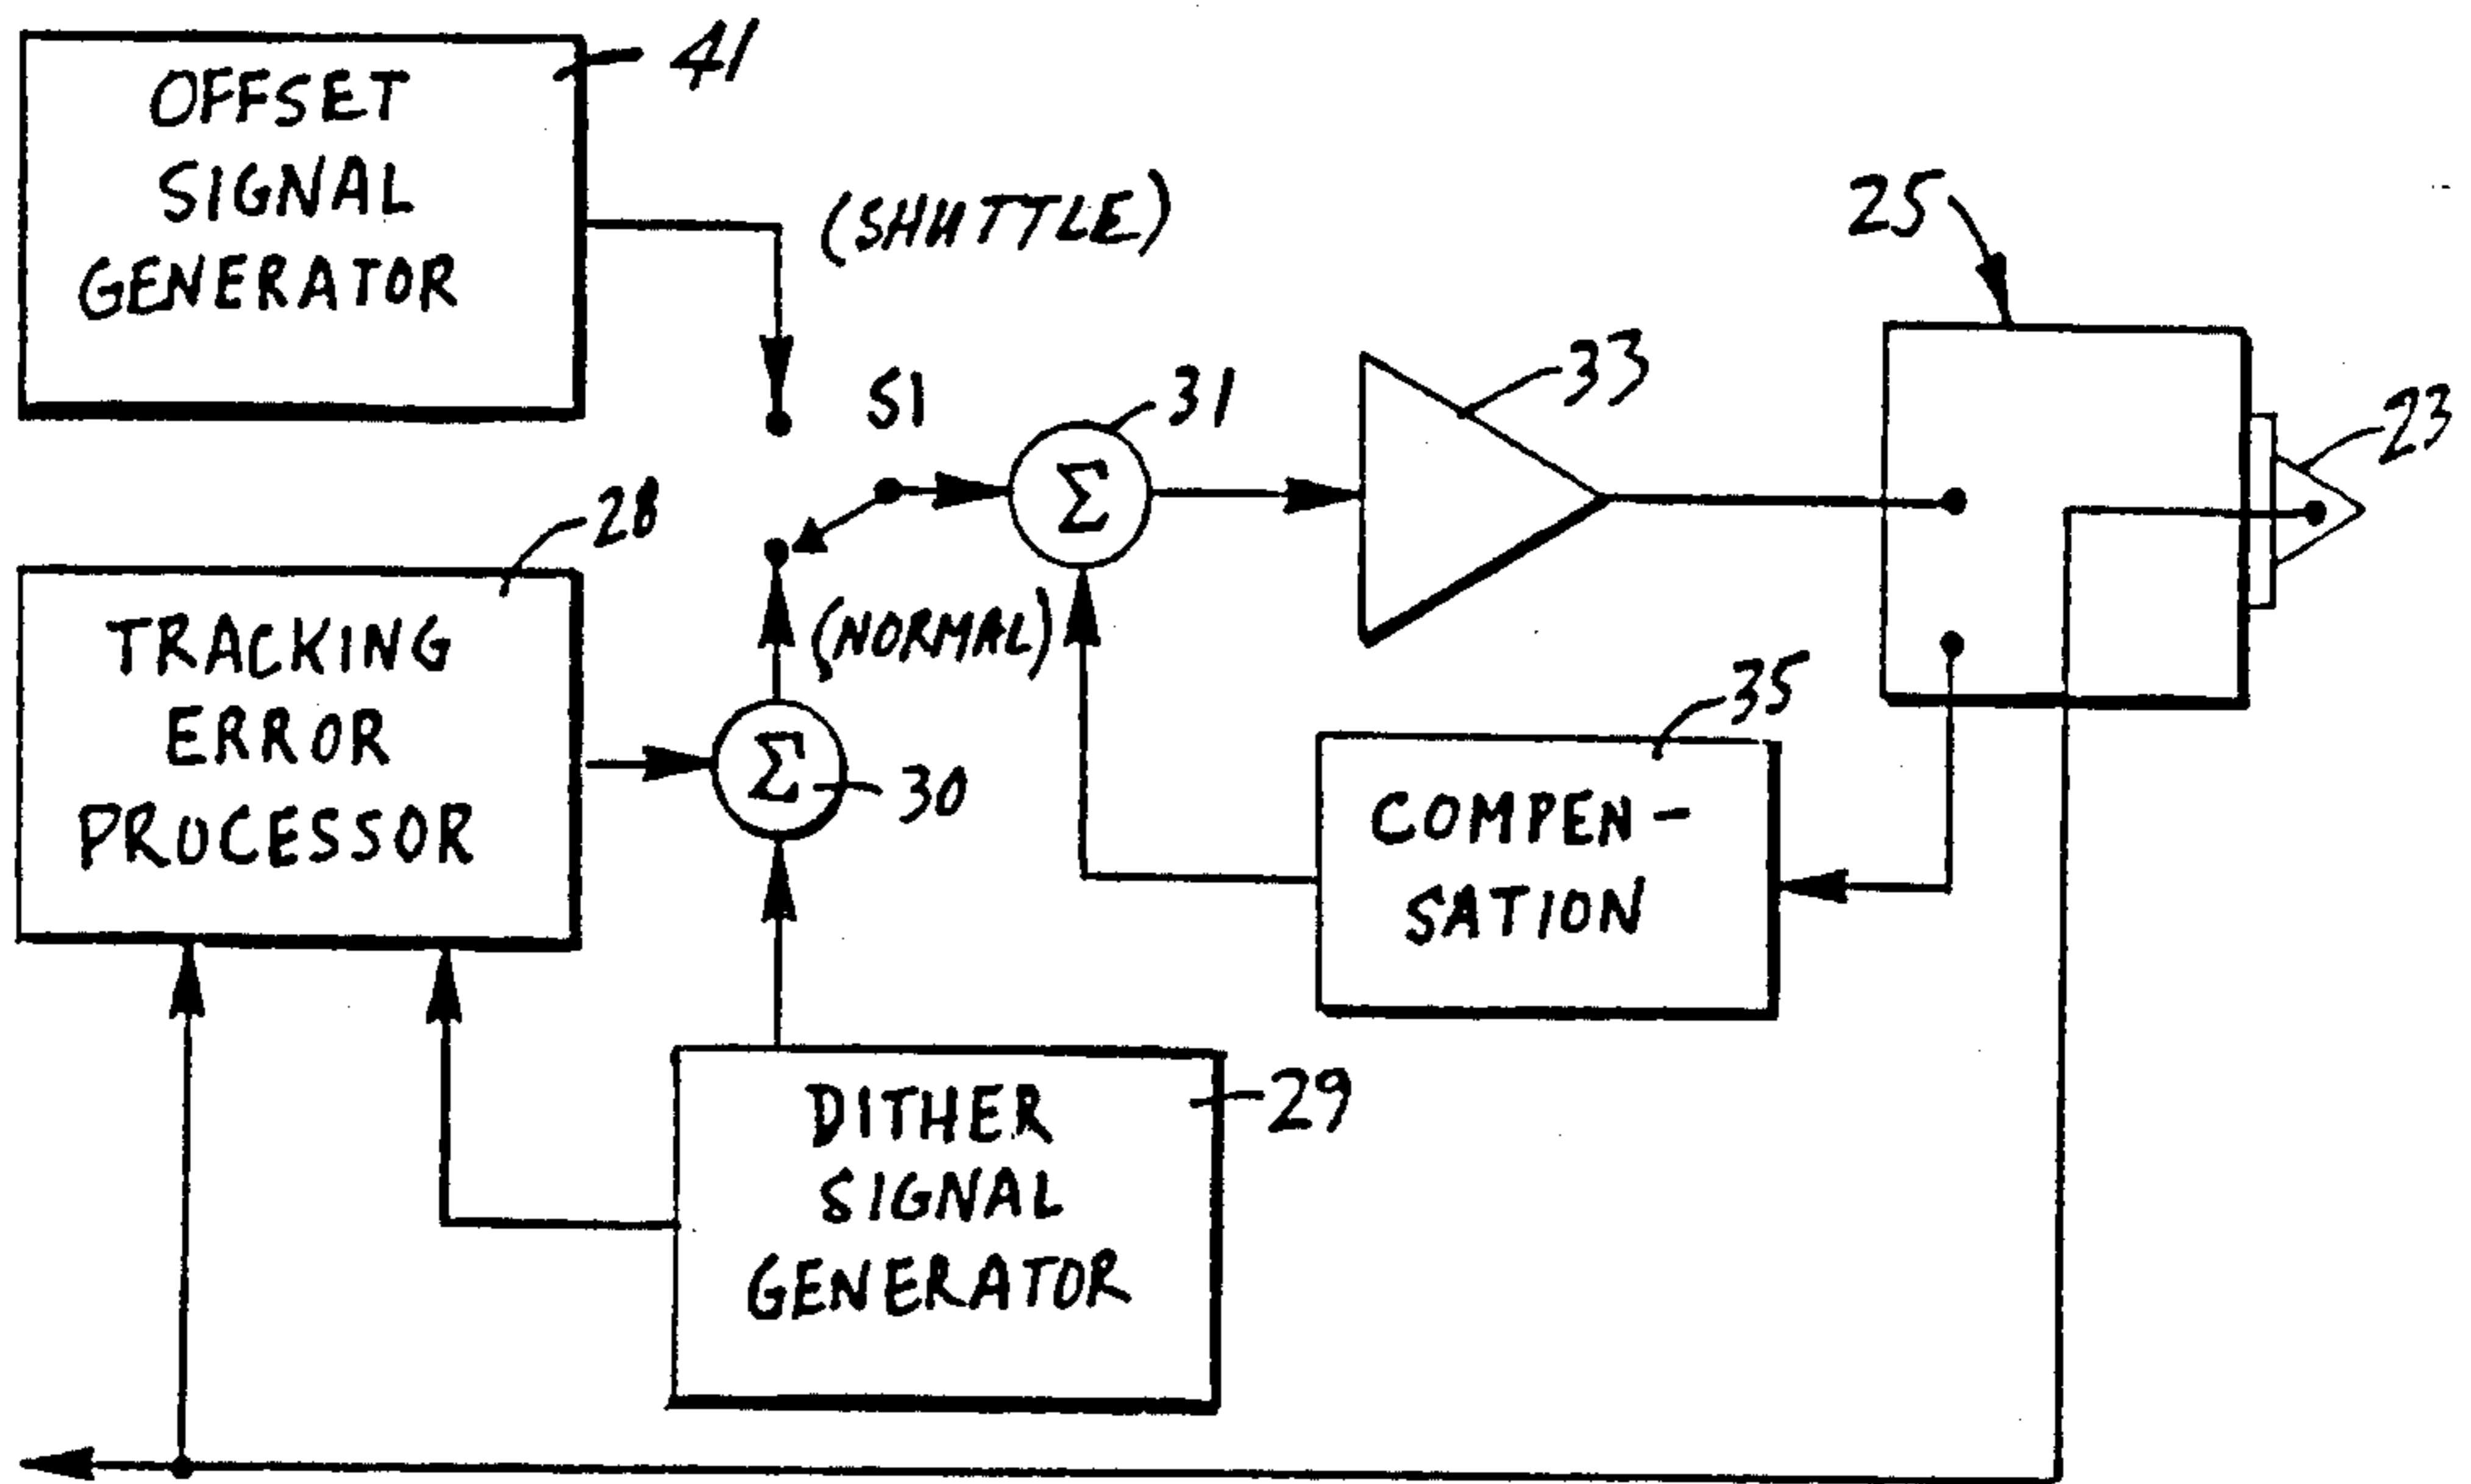 OFFSET
SIGNAL
GENERATOR
41
(SHUTTLE)
25
S1
31
33
23
28
TRACKING
ERROR
PROCESSOR
(NORMAL)
Σ
Σ
30
35
COMPEN-
SATION
DITHER
SIGNAL
GENERATOR
29